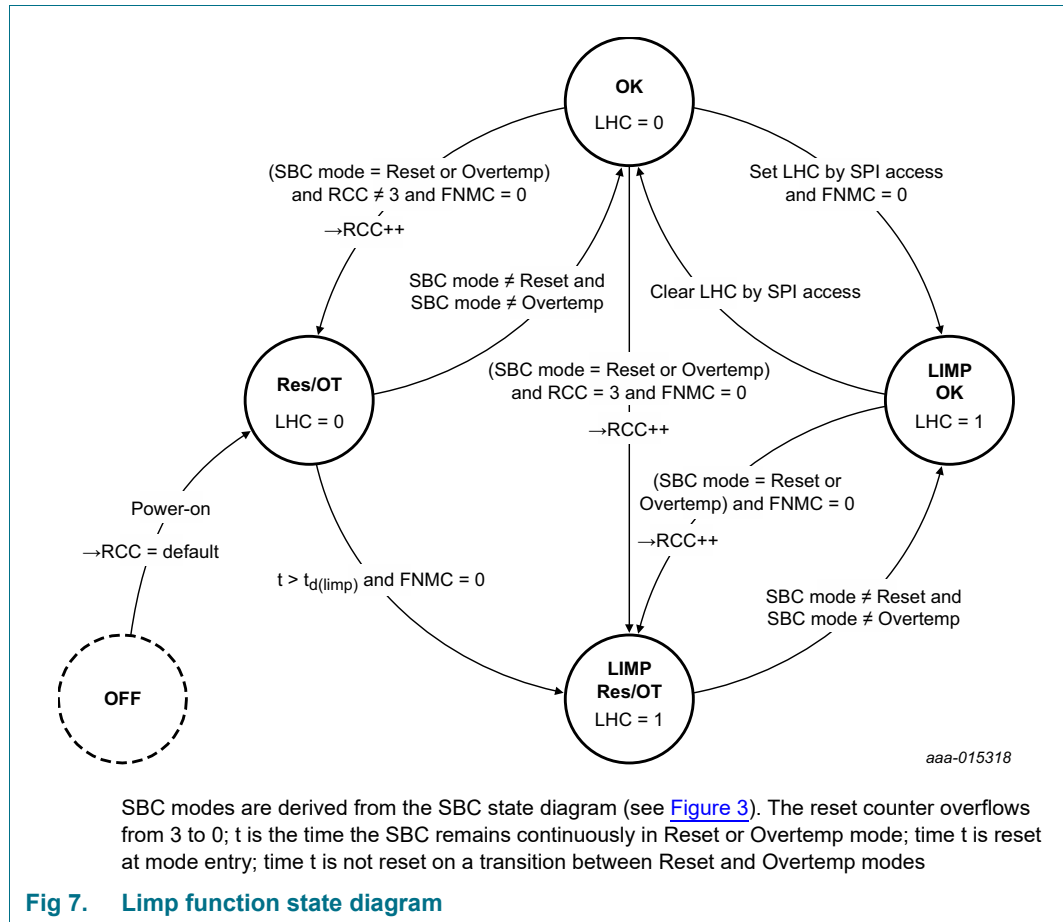 OK
LHC = 0
(SBC mode = Reset or Overtemp)
and RCC ≠ 3 and FNMC = 0
→RCC++
Set LHC by SPI access
and FNMC = 0
SBC mode ≠ Reset and
SBC mode ≠ Overtemp
Clear LHC by SPI access
Res/OT
LHC = 0
(SBC mode = Reset or Overtemp)
and RCC = 3 and FNMC = 0
→RCC++
LIMP
OK
LHC = 1
(SBC mode = Reset or
Overtemp) and FNMC = 0
→RCC++
Power-on
→RCC = default
t > td(limp) and FNMC = 0
SBC mode ≠ Reset and
SBC mode ≠ Overtemp
OFF
LIMP
Res/OT
LHC = 1
aaa-015318
SBC modes are derived from the SBC state diagram (see Figure 3). The reset counter overflows
from 3 to 0; t is the time the SBC remains continuously in Reset or Overtemp mode; time t is reset
at mode entry; time t is not reset on a transition between Reset and Overtemp modes
Fig 7. Limp function state diagram